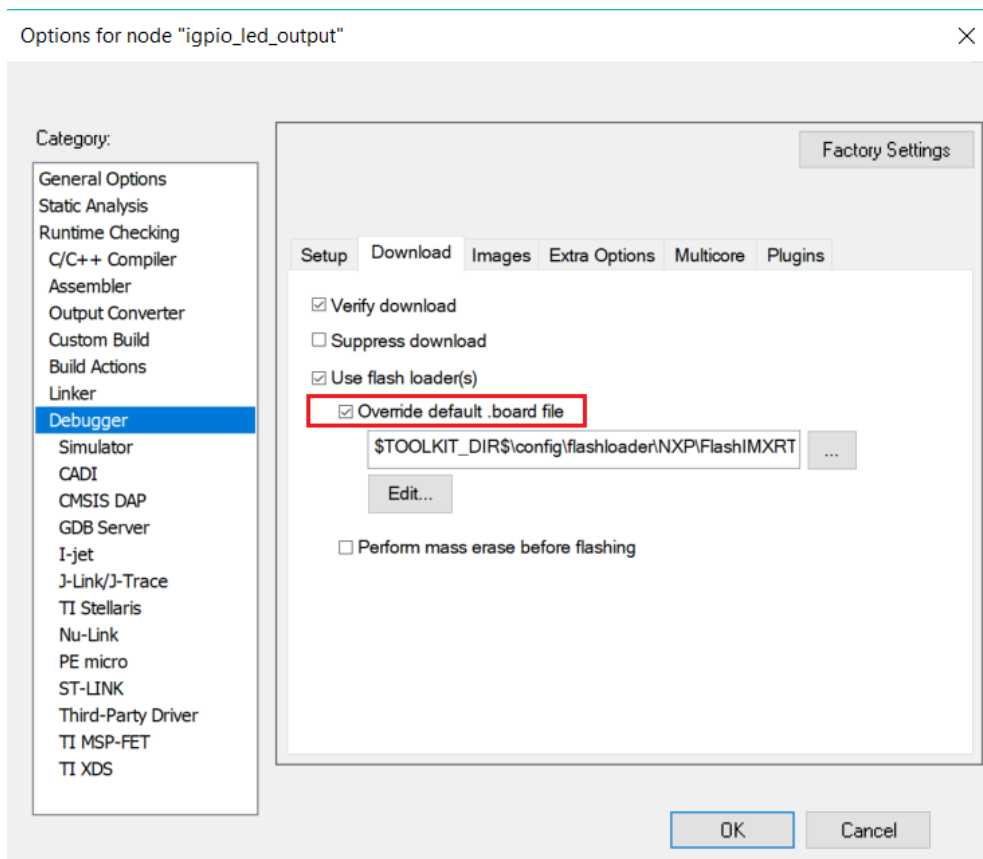 Options for node "igpio_led_output"
Category:
Factory Settings
General Options
Static Analysis
Runtime Checking
C/C++ Compiler
Assembler
Output Converter
Custom Build
Build Actions
Linker
Debugger
Simulator
CADI
CMSIS DAP
GDB Server
I-jet
J-Link/J-Trace
TI Stellaris
Nu-Link
PE micro
ST-LINK
Third-Party Driver
TI MSP-FET
TI XDS
Setup Download Images Extra Options Multicore Plugins
Verify download
Suppress download
Use flash loader(s)
Override default .board file
$TOOLKIT_DIR$\config\flashloader\NXP\FlashIMXRT ...
Edit...
Perform mass erase before flashing
OK Cancel